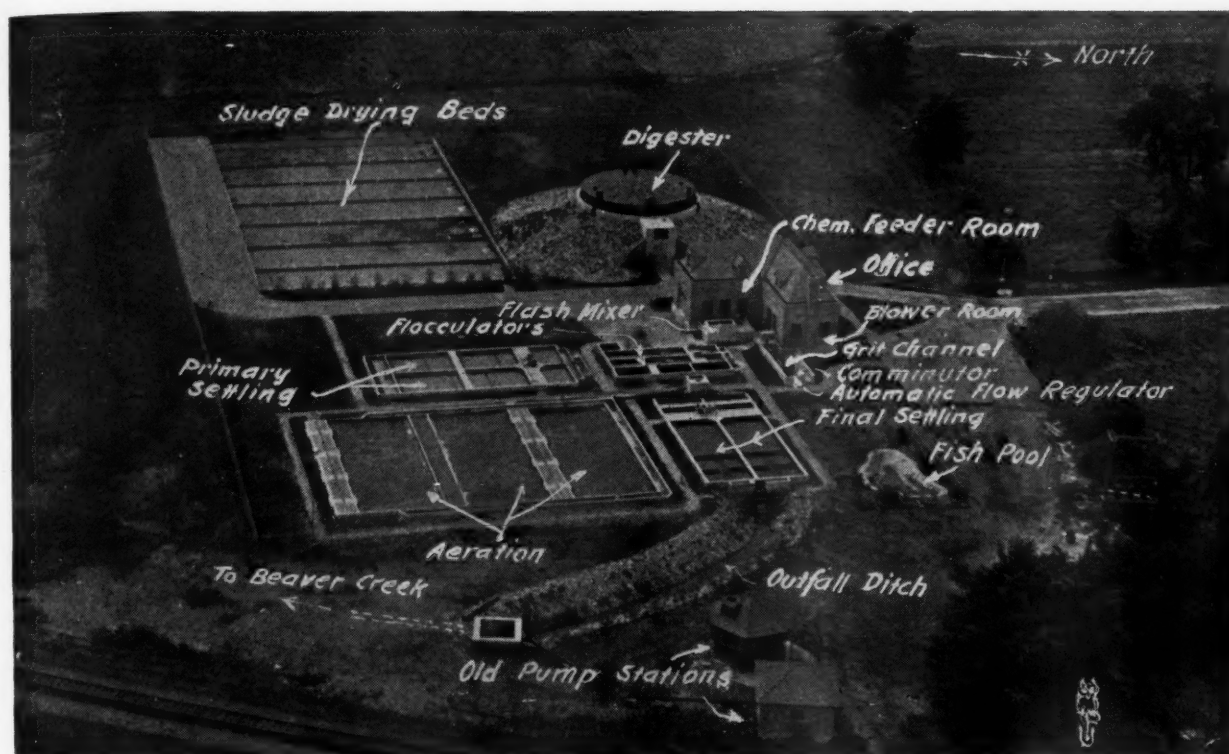 North
Sludge Drying Beds
Digester
Chem. Feeder Room
Office
Flash Mixer
Flocculators
Blower Room
Grit Channel
Primary
Settling
Comminutor
Automatic Flow Regulator
Final Settling
Fish Pool
Aeration
To Beaver Creek
Outfall Ditch
Old Pump Stations